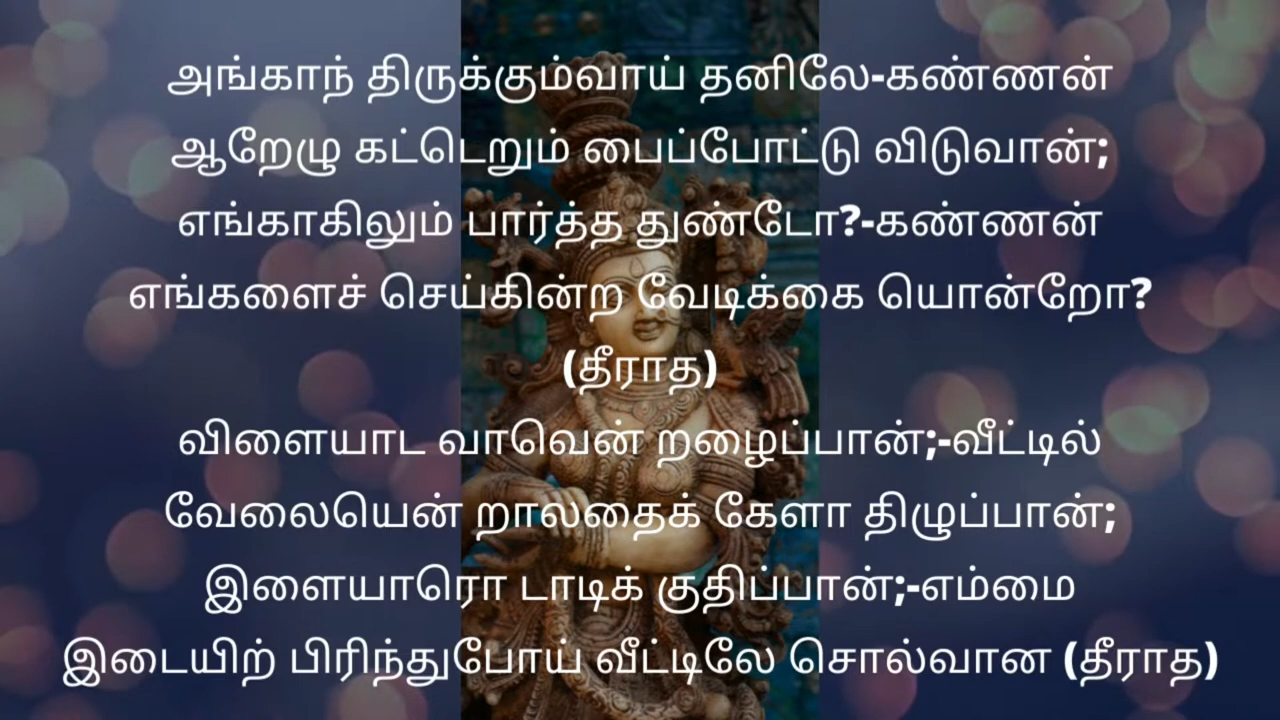 அங்காந் திருக்கும்வாய் தனிலே-கண்ணன்
ஆறேழு கட்டெறும் பைப்போட்டு விடுவான்;
எங்காகிலும் பார்த்த துண்டோ?-கண்ணன்
எங்களைச் செய்கின்ற வேடிக்கை யொன்றோ?
(தீராத)
விளையாட வாவென் றழைப்பான்;-வீட்டில்
வேலையென் றாலதைக் கேளா திழுப்பான்;
இளையாரொ டாடிக் குதிப்பான்;-எம்மை
இடையிற் பிரிந்துபோய் வீட்டிலே சொல்வான (தீராத)